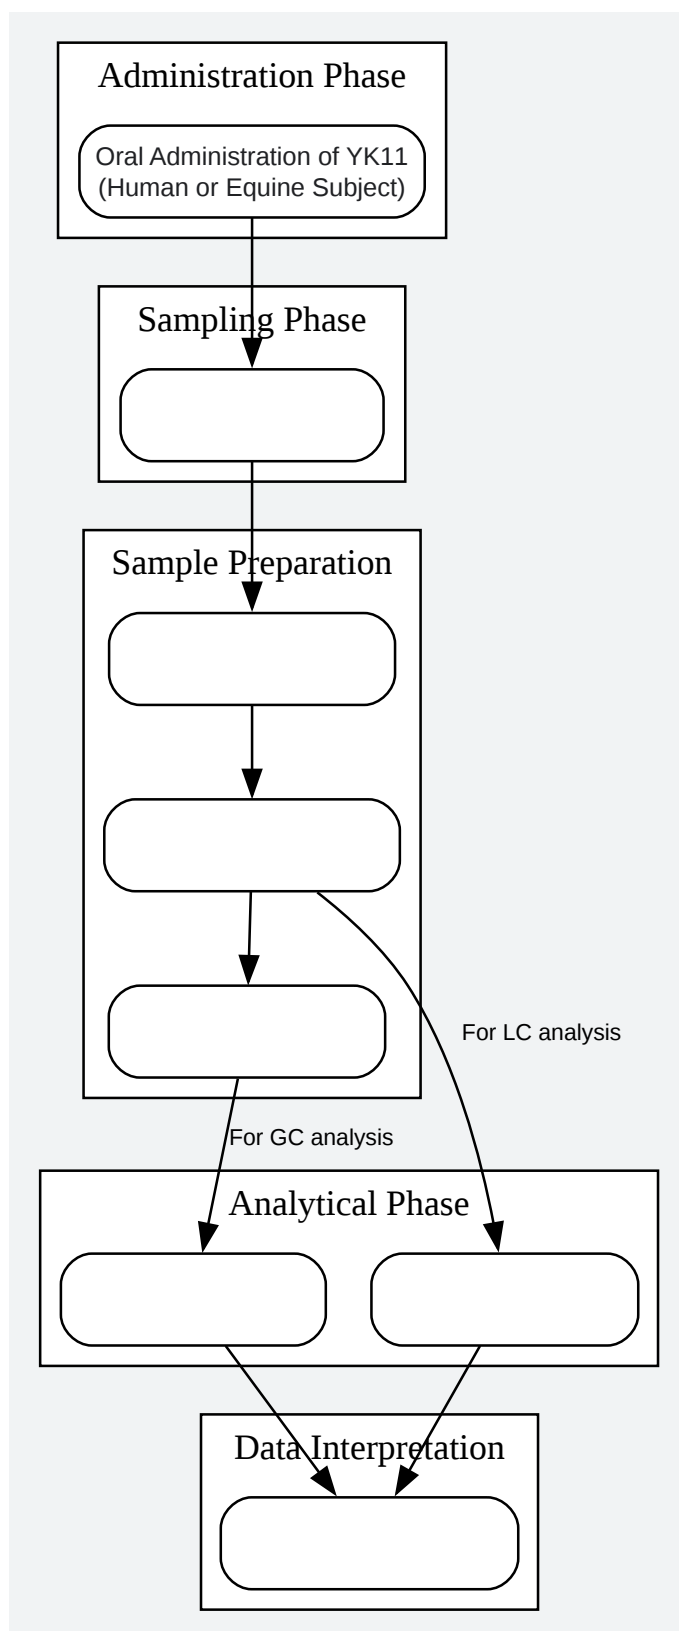 Administration Phase
Oral Administration of YK11
(Human or Equine Subject)
Sampling Phase
Sample Preparation
For LC analysis
For GC analysis
Analytical Phase
Data Interpretation